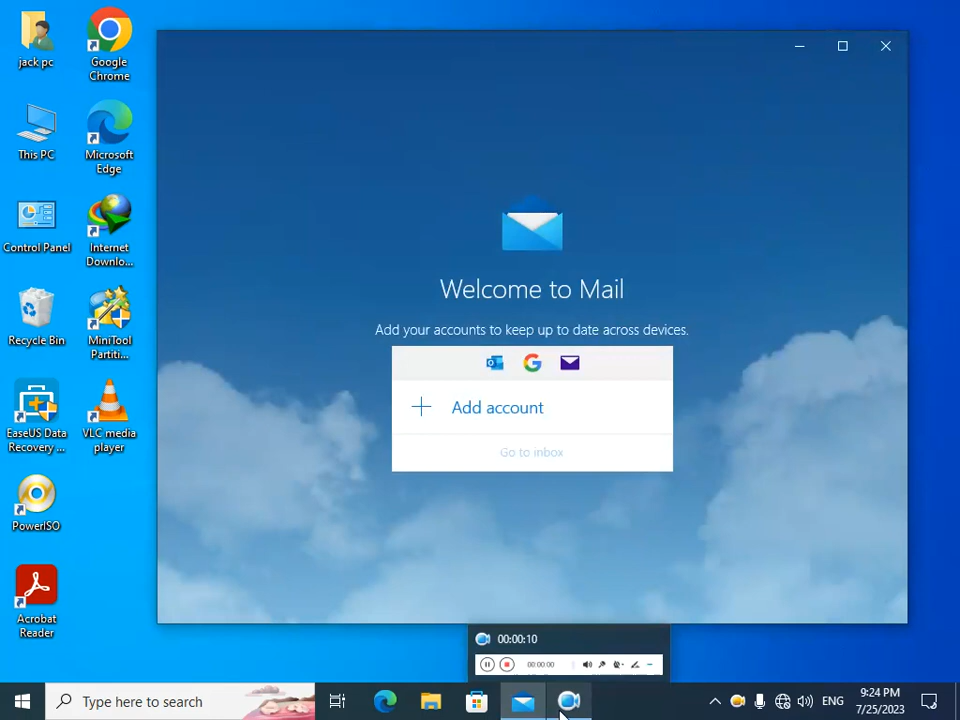 jack pc
Google
Chrome
This PC
Microsoft
Edge
Control Panel
Internet
Downlo...
Recycle Bin
MiniTool
Partiti...
EaseUS Data
Recovery ...
VLC media
player
PowerISO
Acrobat
Reader
Welcome to Mail
Add your accounts to keep up to date across devices.
Add account
Go to inbox
00:00:10
00:00:00
Type here to search
ENG
9:24 PM
7/25/2023